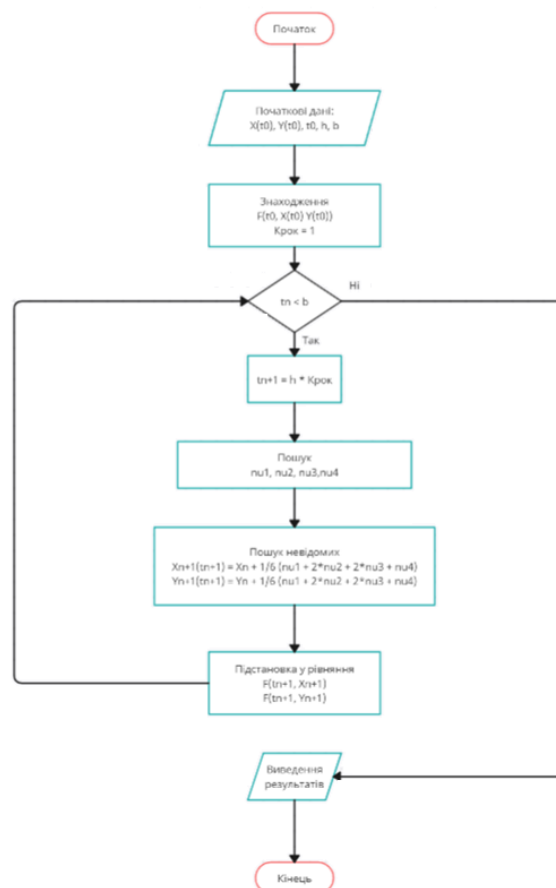 Початок
Початкові дані:
X(t0), Y(t0), t0, h, b
Знаходження
F(t0, X(t0) Y(t0))
Крок = 1
tn < b
Ні
Так
tn+1 = h * Крок
Пошук
nu1, nu2, nu3,nu4
Пошук невідомих
Xn+1(tn+1) = Xn + 1/6 (nu1 + 2*nu2 + 2*nu3 + nu4)
Yn+1(tn+1) = Yn + 1/6 (nu1 + 2*nu2 + 2*nu3 + nu4)
Підстановка у рівняння
F(tn+1, Xn+1)
F(tn+1, Yn+1)
Виведення
результатів
Кінець